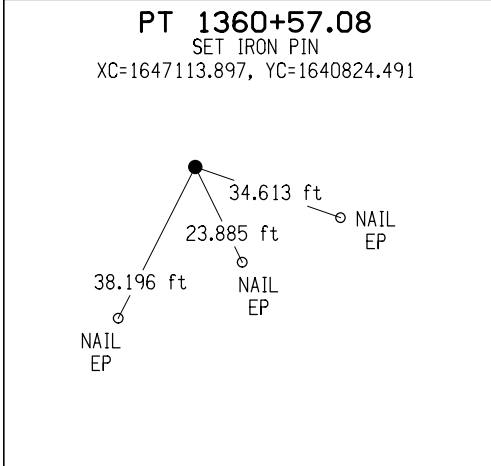 PT 1360+57.08
SET IRON PIN
XC=1647113.897, YC=1640824.491
34.613 ft
NAIL
EP
23.885 ft
NAIL
EP
38.196 ft
NAIL
EP